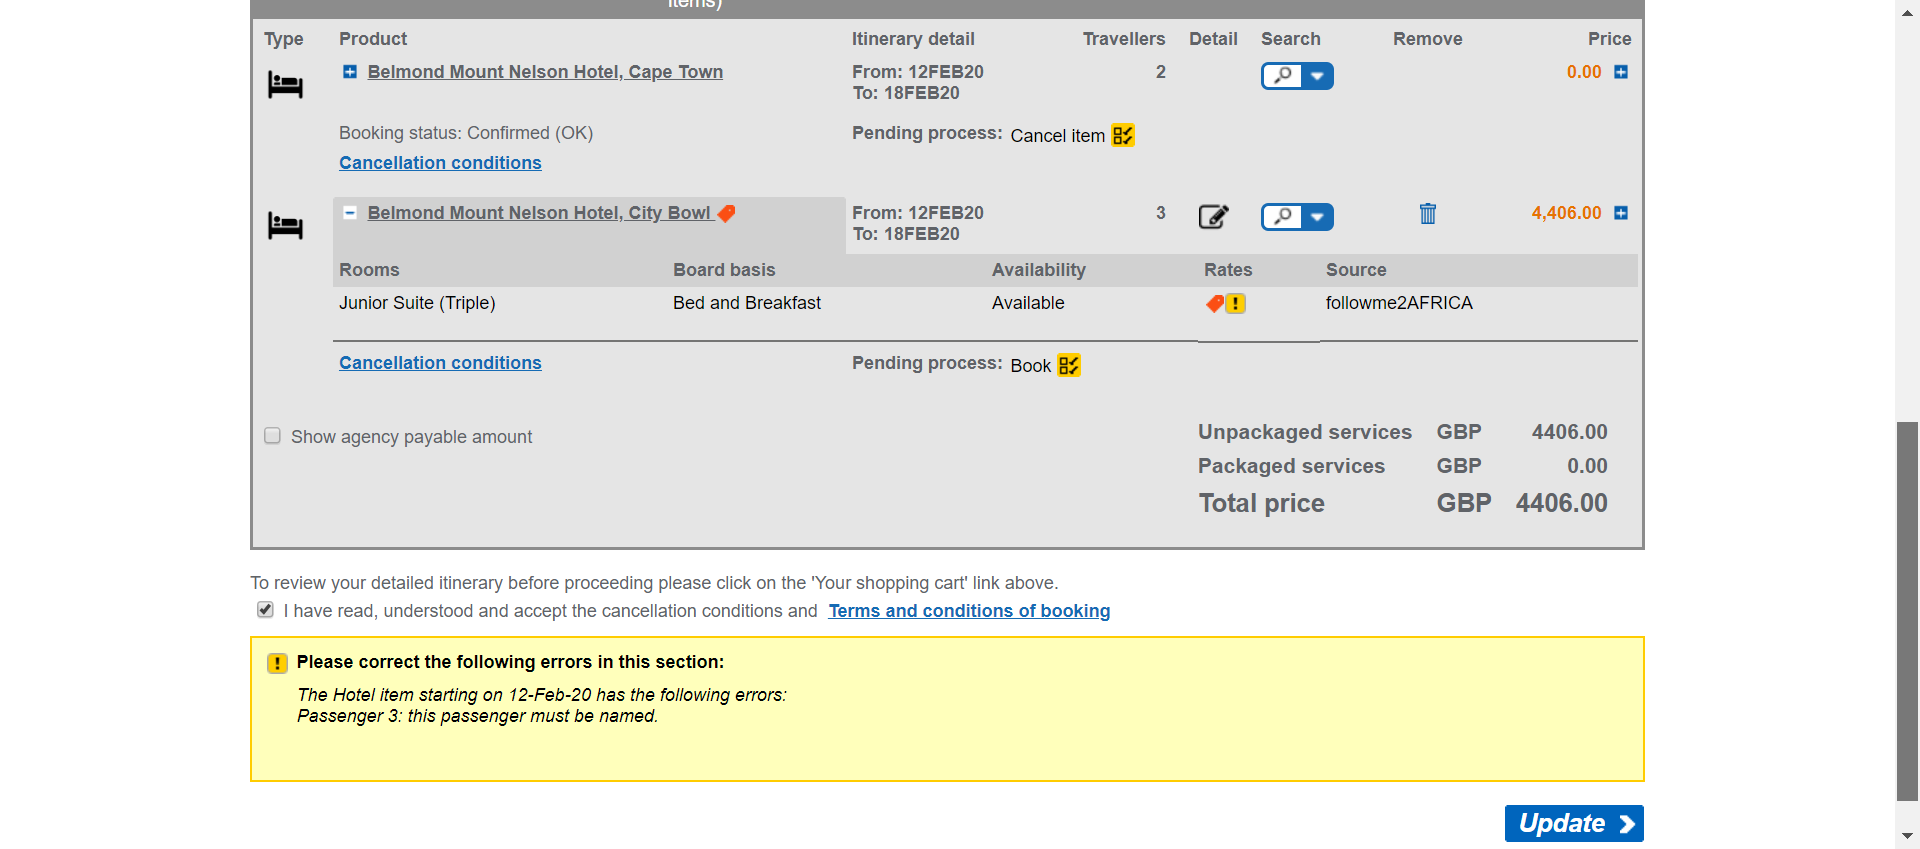 items)
Type Product Itinerary detail Travellers Detail Search Remove Price
Belmond Mount Nelson Hotel, Cape Town From: 12FEB20 2 0.00
To: 18FEB20
Booking status: Confirmed (OK) Pending process: Cancel item
Cancellation conditions
Belmond Mount Nelson Hotel, City Bowl From: 12FEB20 3 4,406.00
To: 18FEB20
Rooms Board basis Availability Rates Source
Junior Suite (Triple) Bed and Breakfast Available followme2AFRICA
Cancellation conditions Pending process: Book
Show agency payable amount
Unpackaged services GBP 4406.00
Packaged services GBP 0.00
Total price GBP 4406.00
To review your detailed itinerary before proceeding please click on the 'Your shopping cart' link above.
I have read, understood and accept the cancellation conditions and Terms and conditions of booking
Please correct the following errors in this section:
The Hotel item starting on 12-Feb-20 has the following errors:
Passenger 3: this passenger must be named.
Update